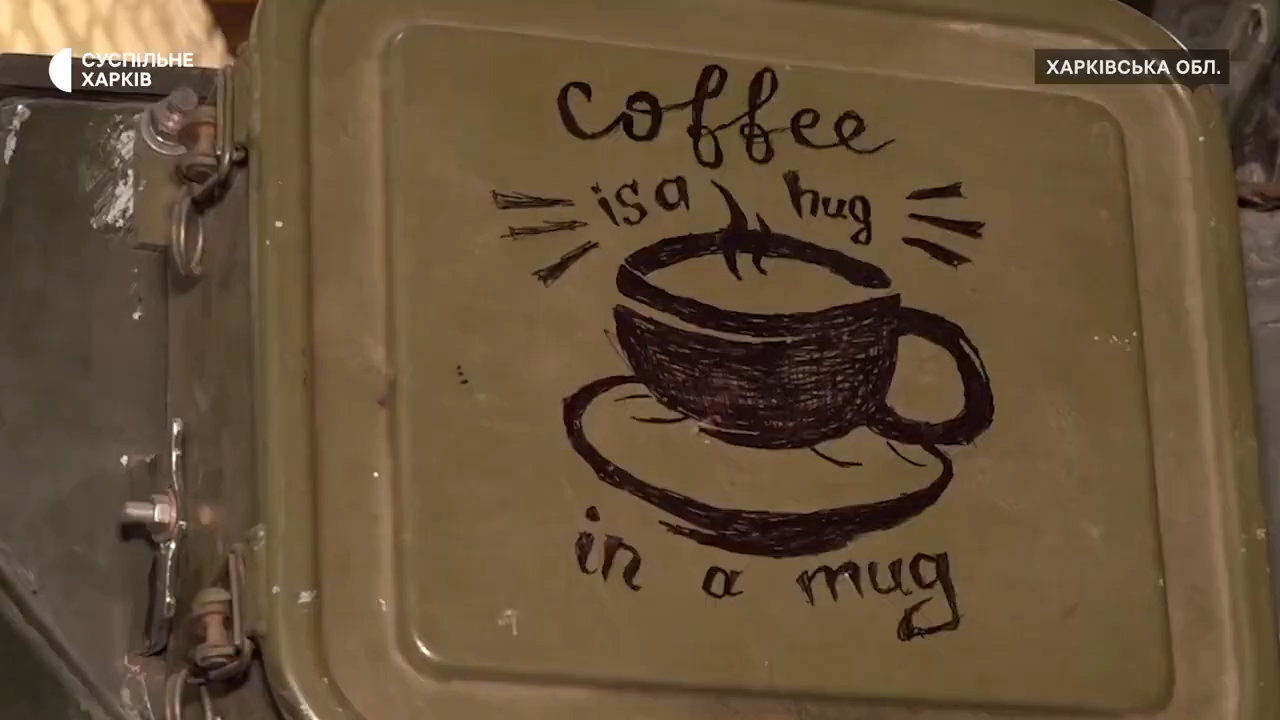 СУСПІЛЬНЕ
ХАРКІВ
ХАРКІВСЬКА ОБЛ.
coffee
is a hug
in a mug